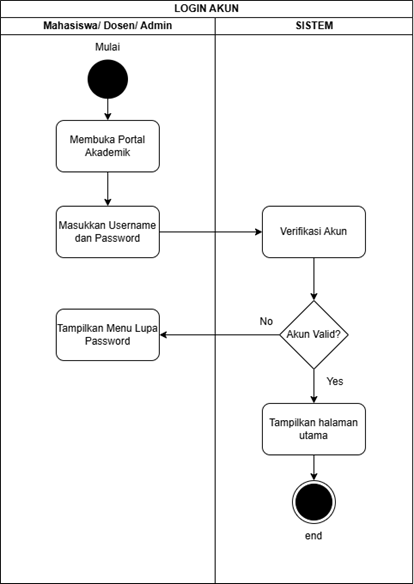 LOGIN AKUN
Mahasiswa/ Dosen/ Admin
SISTEM
Mulai
Membuka Portal
Akademik
Masukkan Username
dan Password
Verifikasi Akun
Tampilkan Menu Lupa
Password
No
Akun Valid?
Yes
Tampilkan halaman
utama
end